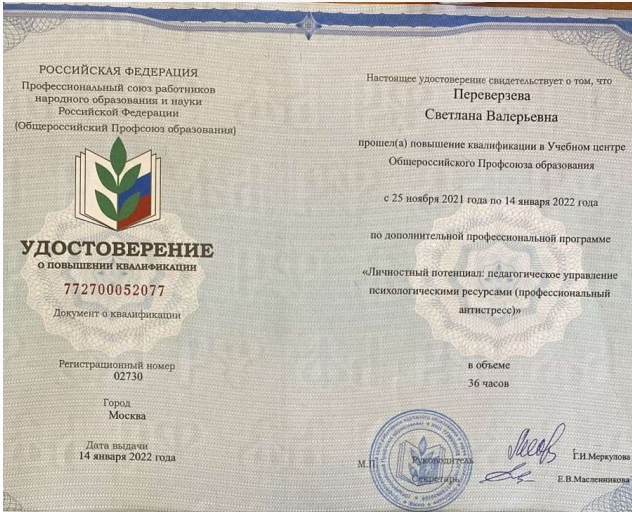 РОССИЙСКАЯ ФЕДЕРАЦИЯ
Профессиональный союз работников
народного образования и науки
Российской Федерации
(Общероссийский Профсоюз образования)
УДОСТОВЕРЕНИЕ
О ПОВЫШЕНИИ КВАЛИФИКАЦИИ
772700052077
Документ о квалификации
Регистрационный номер
02730
Город
Москва
Дата выдачи
14 января 2022 года
Настоящее удостоверение свидетельствует о том, что
Переверзева
Светлана Валерьевна
прошел(а) повышение квалификации в Учебном центре
Общероссийского Профсоюза образования
с 25 ноября 2021 года по 14 января 2022 года
по дополнительной профессиональной программе
«Личностный потенциал: педагогическое управление
психологическими ресурсами (профессиональный
антистресс)»
в объеме
36 часов
М.П.
Руководитель
Г.И.Меркулова
Секретарь
Е.В.Масленникова